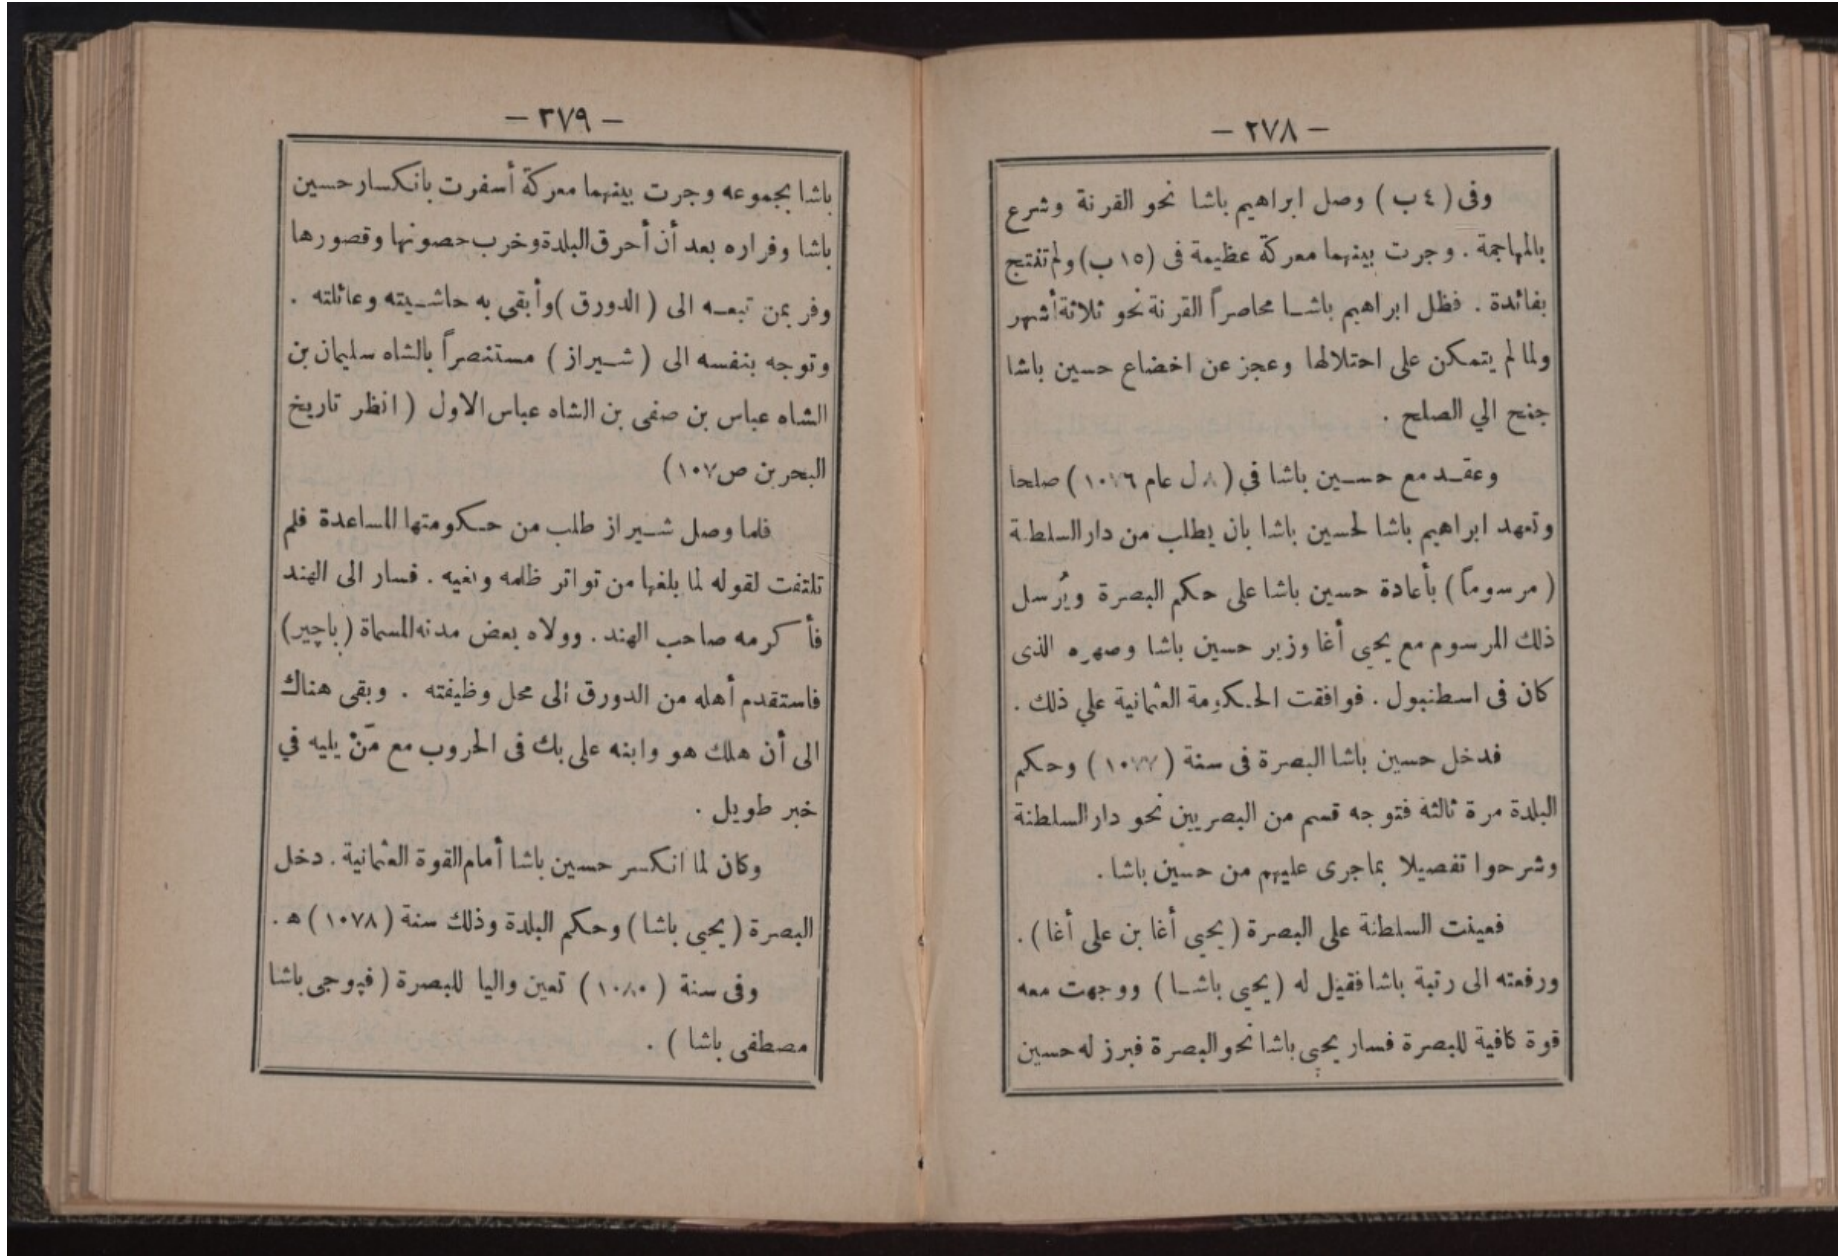 — ٢٧٨ —
وفى (٤ ب) وصل ابراهيم باشا نحو القرنة وشرع
بالمهاجمة . وجرت بينهما معركة عظيمة فى (١٥ ب) ولم تنتج
بفائدة . فظل ابراهيم باشا محاصراً القرنة نحو ثلاثة أشهر
ولما لم يتمكن على احتلالها وعجز عن اخضاع حسين باشا
جنح الي الصلح .
وعقد مع حسين باشا في (٨ ل عام ١٠٧٦) صلحا
وتعهد ابراهيم باشا لحسين باشا بان يطلب من دار السلطنة
(مرسوماً) بأعادة حسين باشا على حكم البصرة ويُرسل
ذلك المرسوم مع يحيى أغا وزير حسين باشا وصهره الذى
كان فى اسطنبول . فوافقت الحكومة العثمانية علي ذلك .
فدخل حسين باشا البصرة فى سنة (١٠٧٧) وحكم
البلدة مرة ثالثة فتوجه قسم من البصريين نحو دار السلطنة
وشرحوا تفصيلا بماجرى عليهم من حسين باشا .
فعينت السلطنة على البصرة (يحيى أغا بن على أغا) .
ورفعته الى رتبة باشا فقيل له (يحيى باشا) ووجهت معه
قوة كافية للبصرة فسار يحيى باشا نحو البصرة فبرز له حسين
— ٢٧٩ —
باشا بجموعه وجرت بينهما معركة أسفرت بانكسار حسين
باشا وفراره بعد أن أحرق البلدة وخرب حصونها وقصورها
وفر بمن تبعه الى (الدورق) وأبقى به حاشيته وعائلته .
وتوجه بنفسه الى (شيراز) مستنصراً بالشاه سليمان بن
الشاه عباس بن صفى بن الشاه عباس الاول (انظر تاريخ
البحرين ص ١٠٧)
فلما وصل شيراز طلب من حكومتها المساعدة فلم
تلتفت لقوله لما بلغها من تواتر ظلمه وبغيه . فسار الى الهند
فأكرمه صاحب الهند . وولاه بعض مدنه المسماة (باچير)
فاستقدم أهله من الدورق الى محل وظيفته . وبقى هناك
الى أن هلك هو وابنه على بك فى الحروب مع مَنْ يليه في
خبر طويل .
وكان لما انكسر حسين باشا أمام القوة العثمانية . دخل
البصرة (يحيى باشا) وحكم البلدة وذلك سنة (١٠٧٨) ه .
وفى سنة (١٠٨٠) تعين واليا للبصرة (فپوجى باشا
مصطفى باشا) .